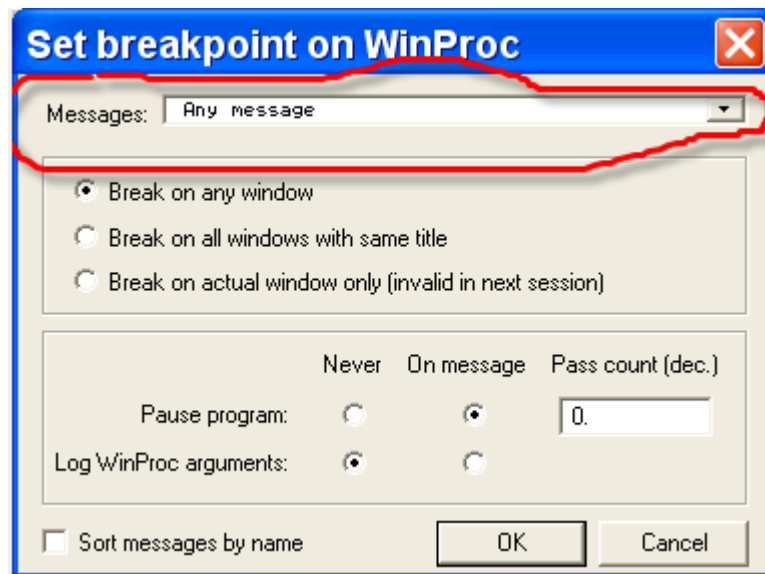 Set breakpoint on WinProc
Messages: Any message
Break on any window
Break on all windows with same title
Break on actual window only (invalid in next session)
Never On message Pass count (dec.)
Pause program: 0.
Log WinProc arguments:
Sort messages by name OK Cancel